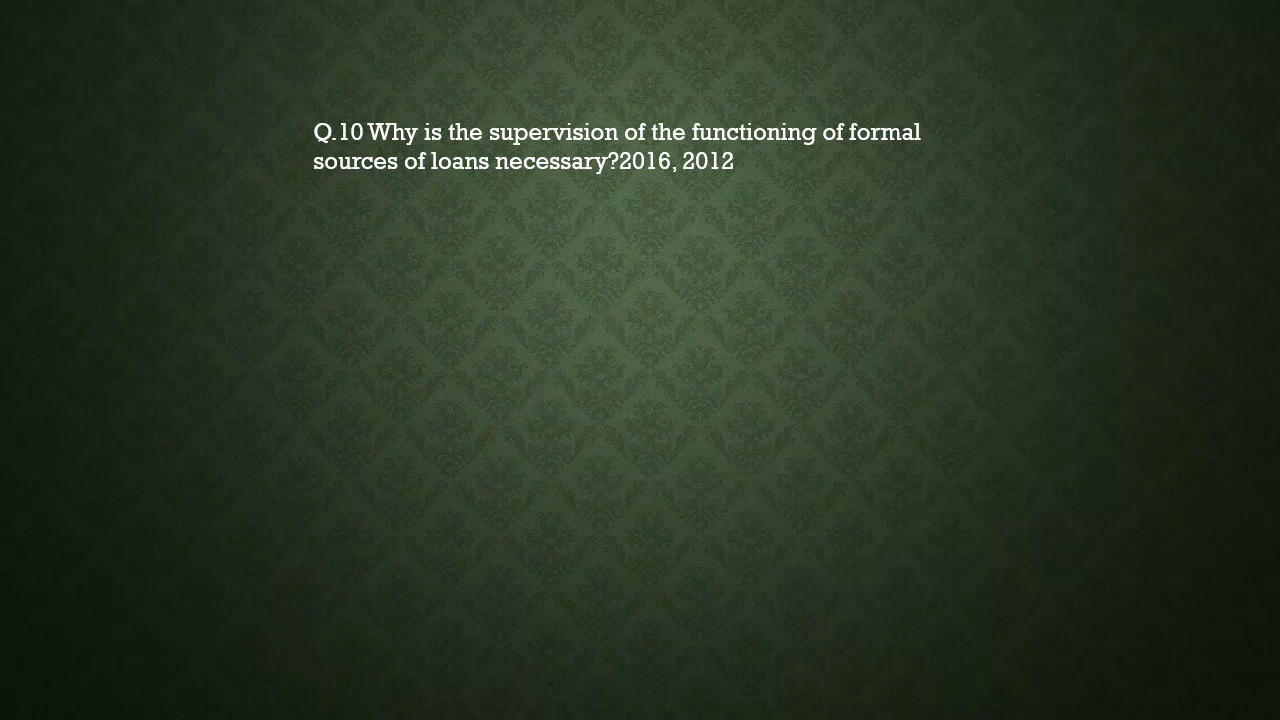 Q.10 Why is the supervision of the functioning of formal
sources of loans necessary?2016, 2012